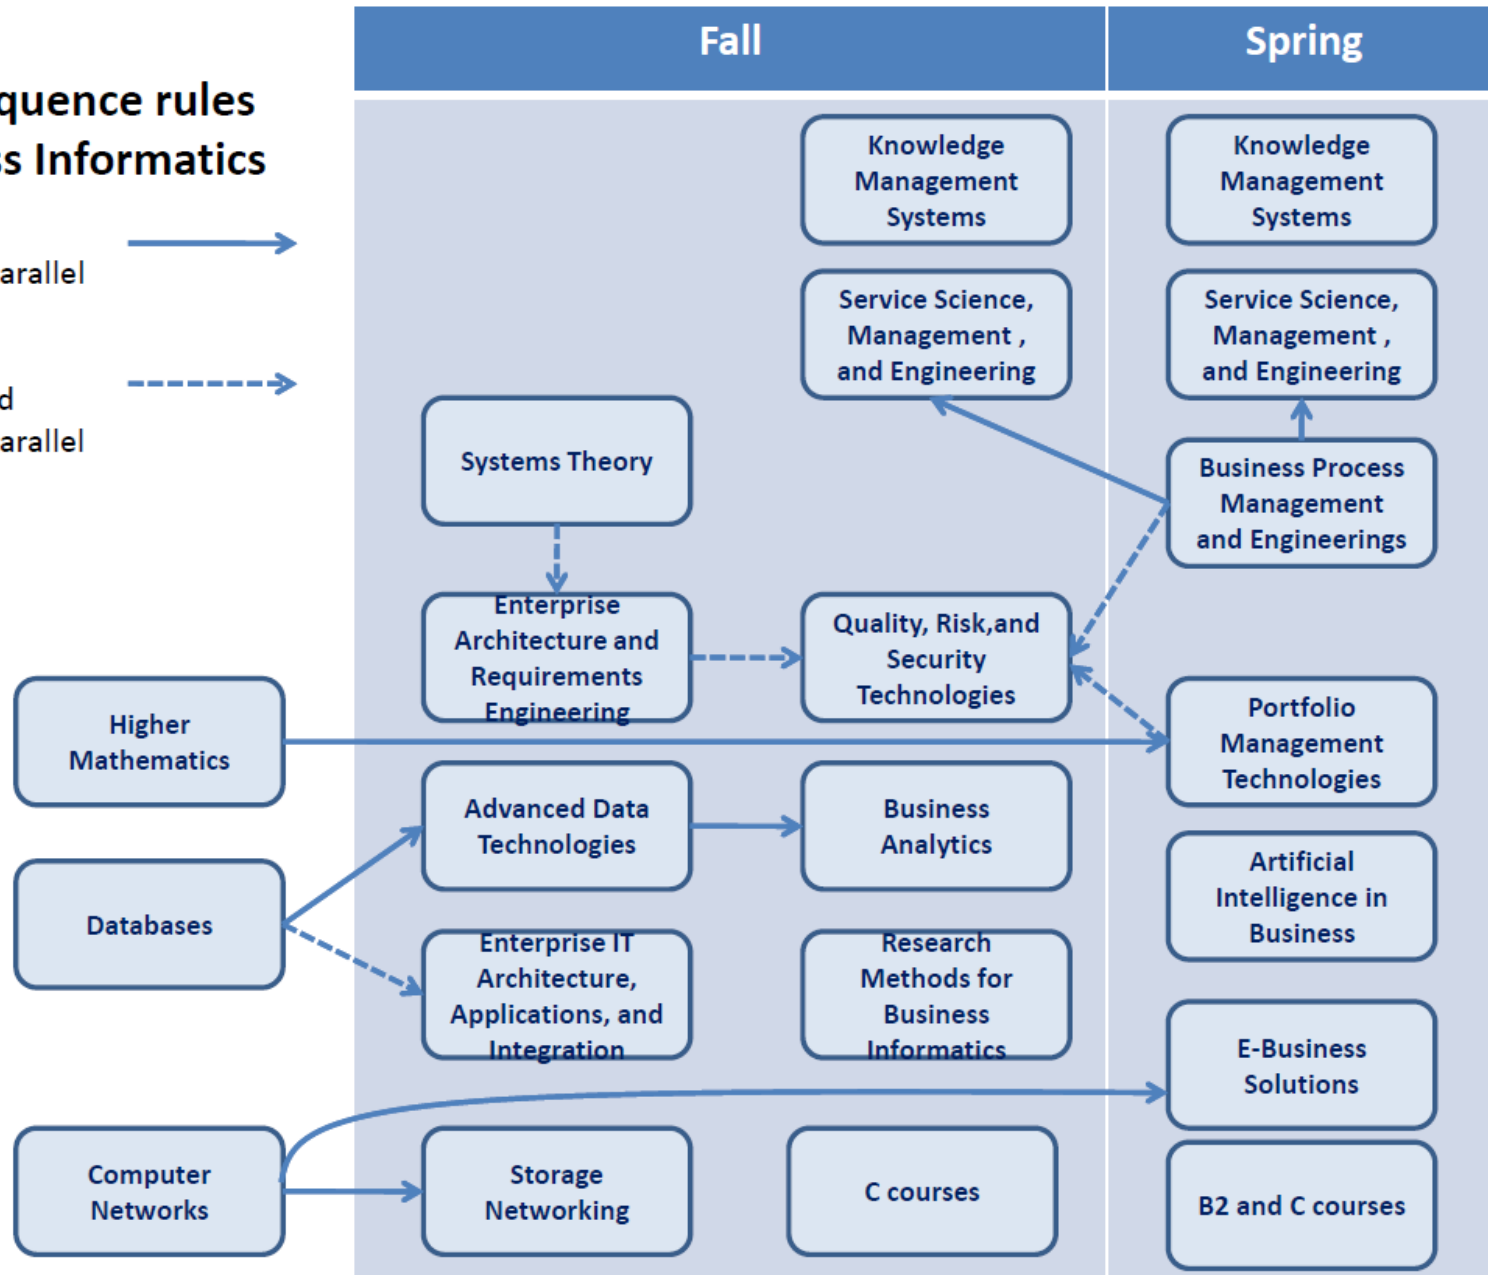 Fall
Spring
quence rules
ss Informatics
arallel
d
arallel
Knowledge
Management
Systems
Knowledge
Management
Systems
Service Science,
Management ,
and Engineering
Service Science,
Management ,
and Engineering
Systems Theory
Business Process
Management
and Engineerings
Enterprise
Architecture and
Requirements
Engineering
Quality, Risk,and
Security
Technologies
Higher
Mathematics
Portfolio
Management
Technologies
Advanced Data
Technologies
Business
Analytics
Databases
Artificial
Intelligence in
Business
Enterprise IT
Architecture,
Applications, and
Integration
Research
Methods for
Business
Informatics
E-Business
Solutions
Computer
Networks
Storage
Networking
C courses
B2 and C courses